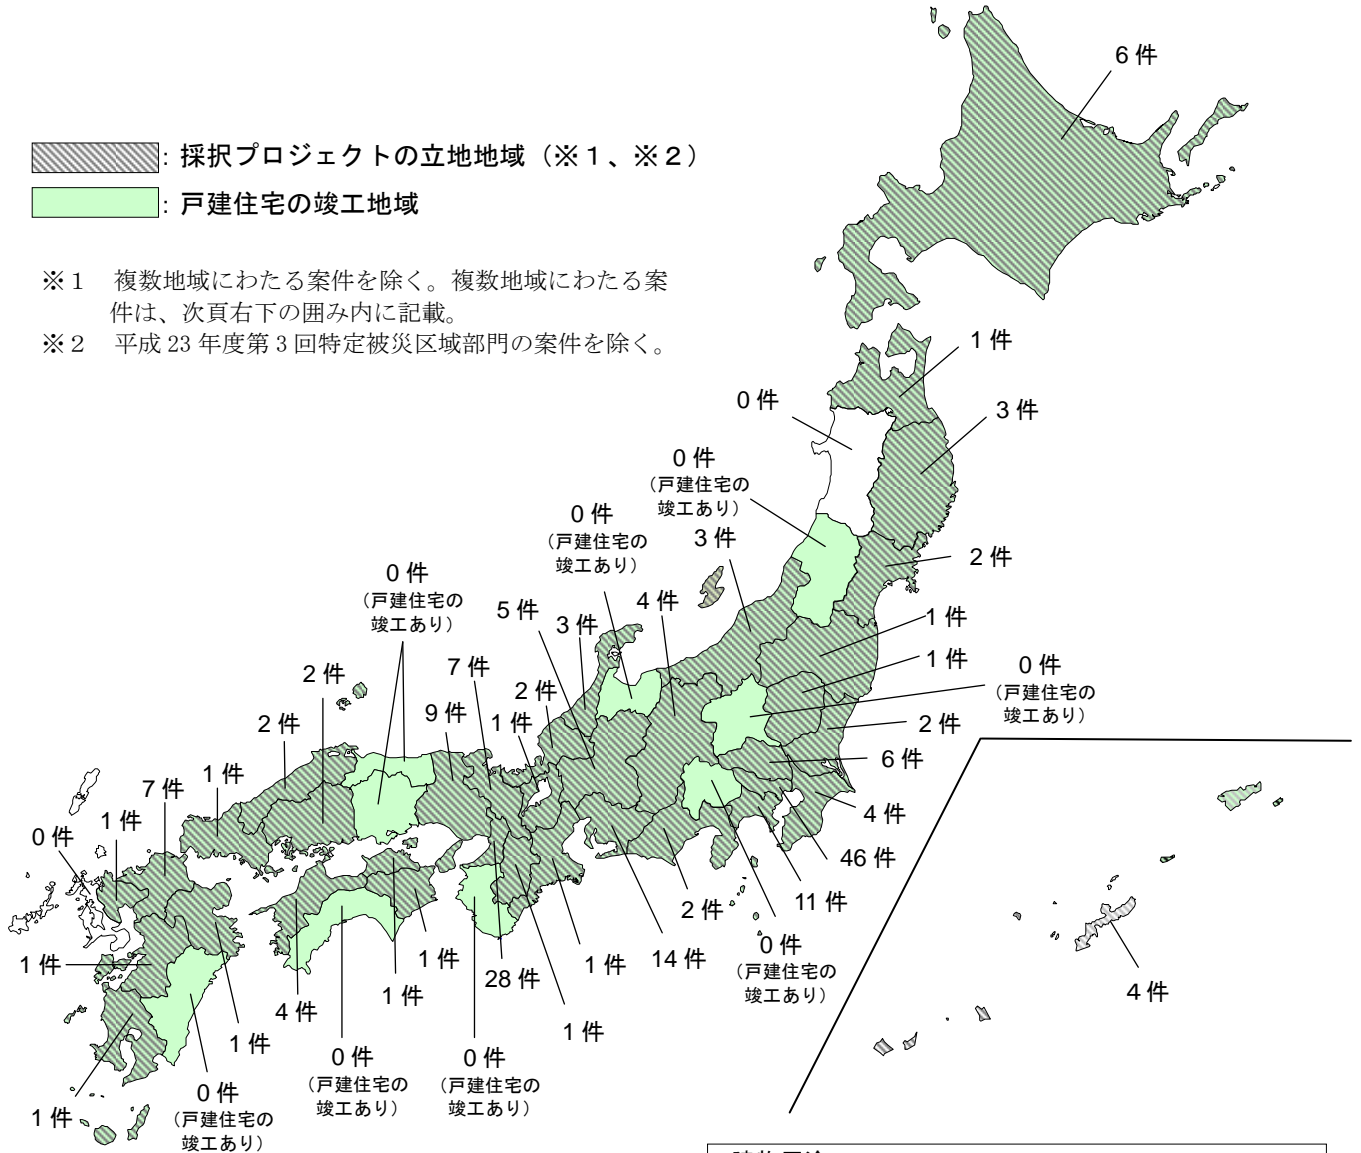 6 件
: 採択プロジェクトの立地地域（※１、※２）
: 戸建住宅の竣工地域
※１　複数地域にわたる案件を除く。複数地域にわたる案
件は、次頁右下の囲み内に記載。
※２　平成 23 年度第 3 回特定被災区域部門の案件を除く。
1 件
0 件
3 件
0 件
（戸建住宅の
竣工あり）
0 件
（戸建住宅の
竣工あり）
3 件
2 件
0 件
（戸建住宅の
竣工あり）
5 件
3 件
4 件
1 件
1 件
0 件
（戸建住宅の
竣工あり）
2 件
7 件
2 件
9 件
1 件
2 件
2 件
6 件
1 件
7 件
4 件
1 件
0 件
46 件
11 件
2 件
0 件
（戸建住宅の
竣工あり）
14 件
1 件
28 件
1 件
1 件
4 件
1 件
4 件
1 件
1 件
0 件
（戸建住宅の
竣工あり）
0 件
（戸建住宅の
竣工あり）
0 件
（戸建住宅の
竣工あり）
1 件